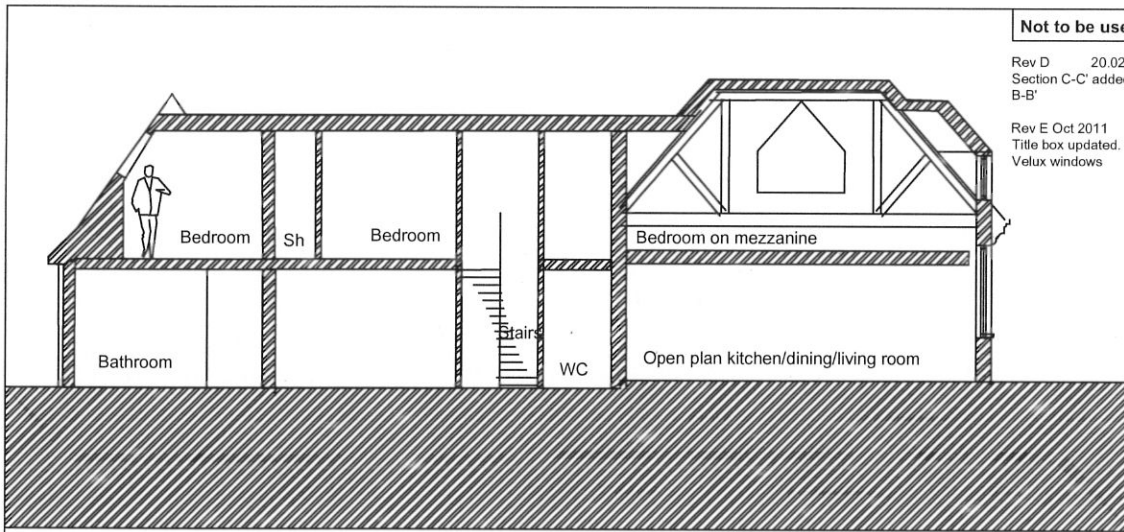 Not to be use
Rev D 20.02
Section C-C' adde
B-B'
Rev E Oct 2011
Title box updated.
Velux windows
Bedroom Sh Bedroom Bedroom on mezzanine
Stairs
Bathroom WC Open plan kitchen/dining/living room